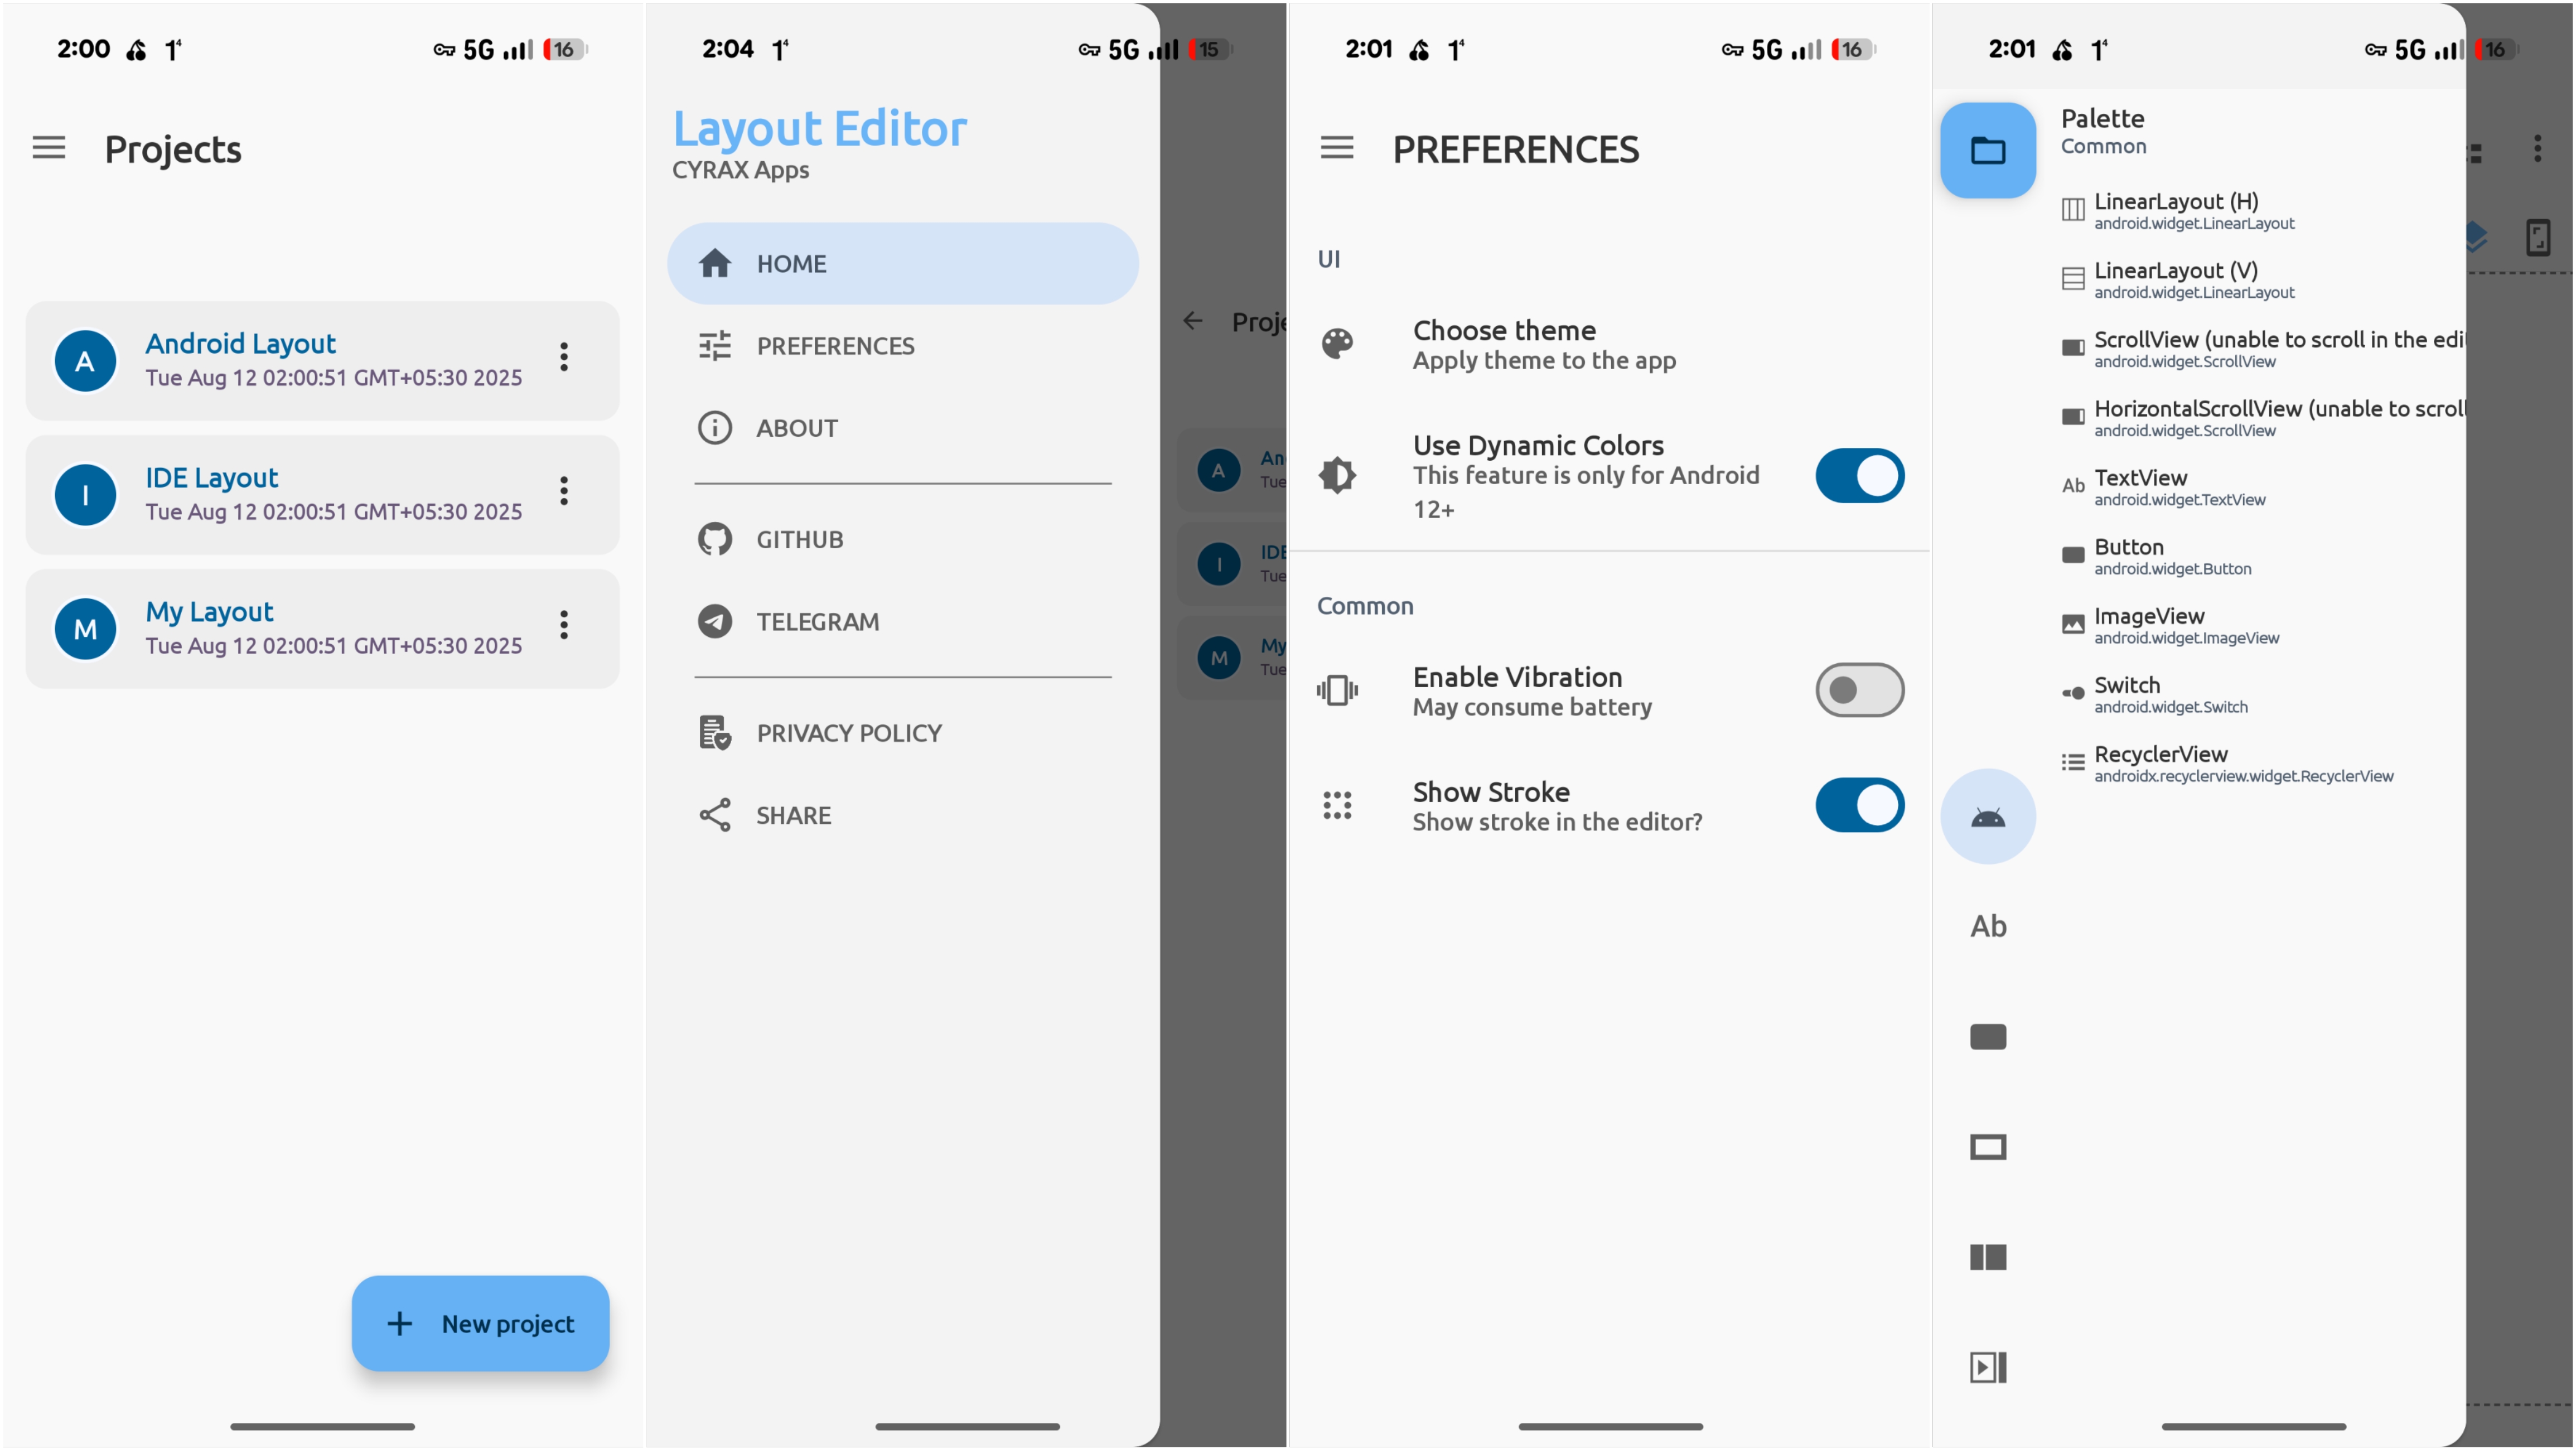 2:00 1⁴ 5G 16
Projects
A
Android Layout
Tue Aug 12 02:00:51 GMT+05:30 2025
I
IDE Layout
Tue Aug 12 02:00:51 GMT+05:30 2025
M
My Layout
Tue Aug 12 02:00:51 GMT+05:30 2025
+ New project
2:04 1⁴ 5G 15
Layout Editor
CYRAX Apps
HOME
PREFERENCES
ABOUT
GITHUB
TELEGRAM
PRIVACY POLICY
SHARE
Proje
A
An
Tue
I
IDE
Tue
M
My
Tue
2:01 1⁴ 5G 16
PREFERENCES
UI
Choose theme
Apply theme to the app
Use Dynamic Colors
This feature is only for Android
12+
Common
Enable Vibration
May consume battery
Show Stroke
Show stroke in the editor?
2:01 1⁴ 5G 16
Palette
Common
LinearLayout (H)
android.widget.LinearLayout
LinearLayout (V)
android.widget.LinearLayout
ScrollView (unable to scroll in the edi
android.widget.ScrollView
HorizontalScrollView (unable to scroll
android.widget.ScrollView
Ab TextView
android.widget.TextView
Button
android.widget.Button
ImageView
android.widget.ImageView
Switch
android.widget.Switch
RecyclerView
androidx.recyclerview.widget.RecyclerView
Ab